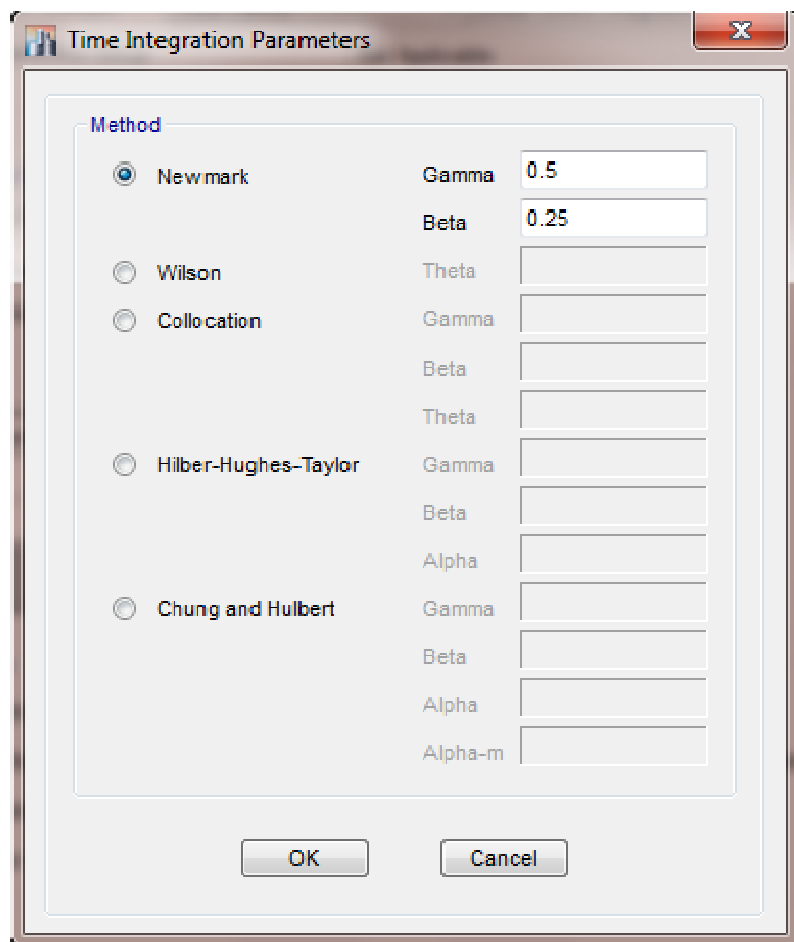 Time Integration Parameters
Method
Newmark Gamma 0.5
Beta 0.25
Wilson Theta
Collocation Gamma
Beta
Theta
Hilber-Hughes-Taylor Gamma
Beta
Alpha
Chung and Hulbert Gamma
Beta
Alpha
Alpha-m
OK Cancel